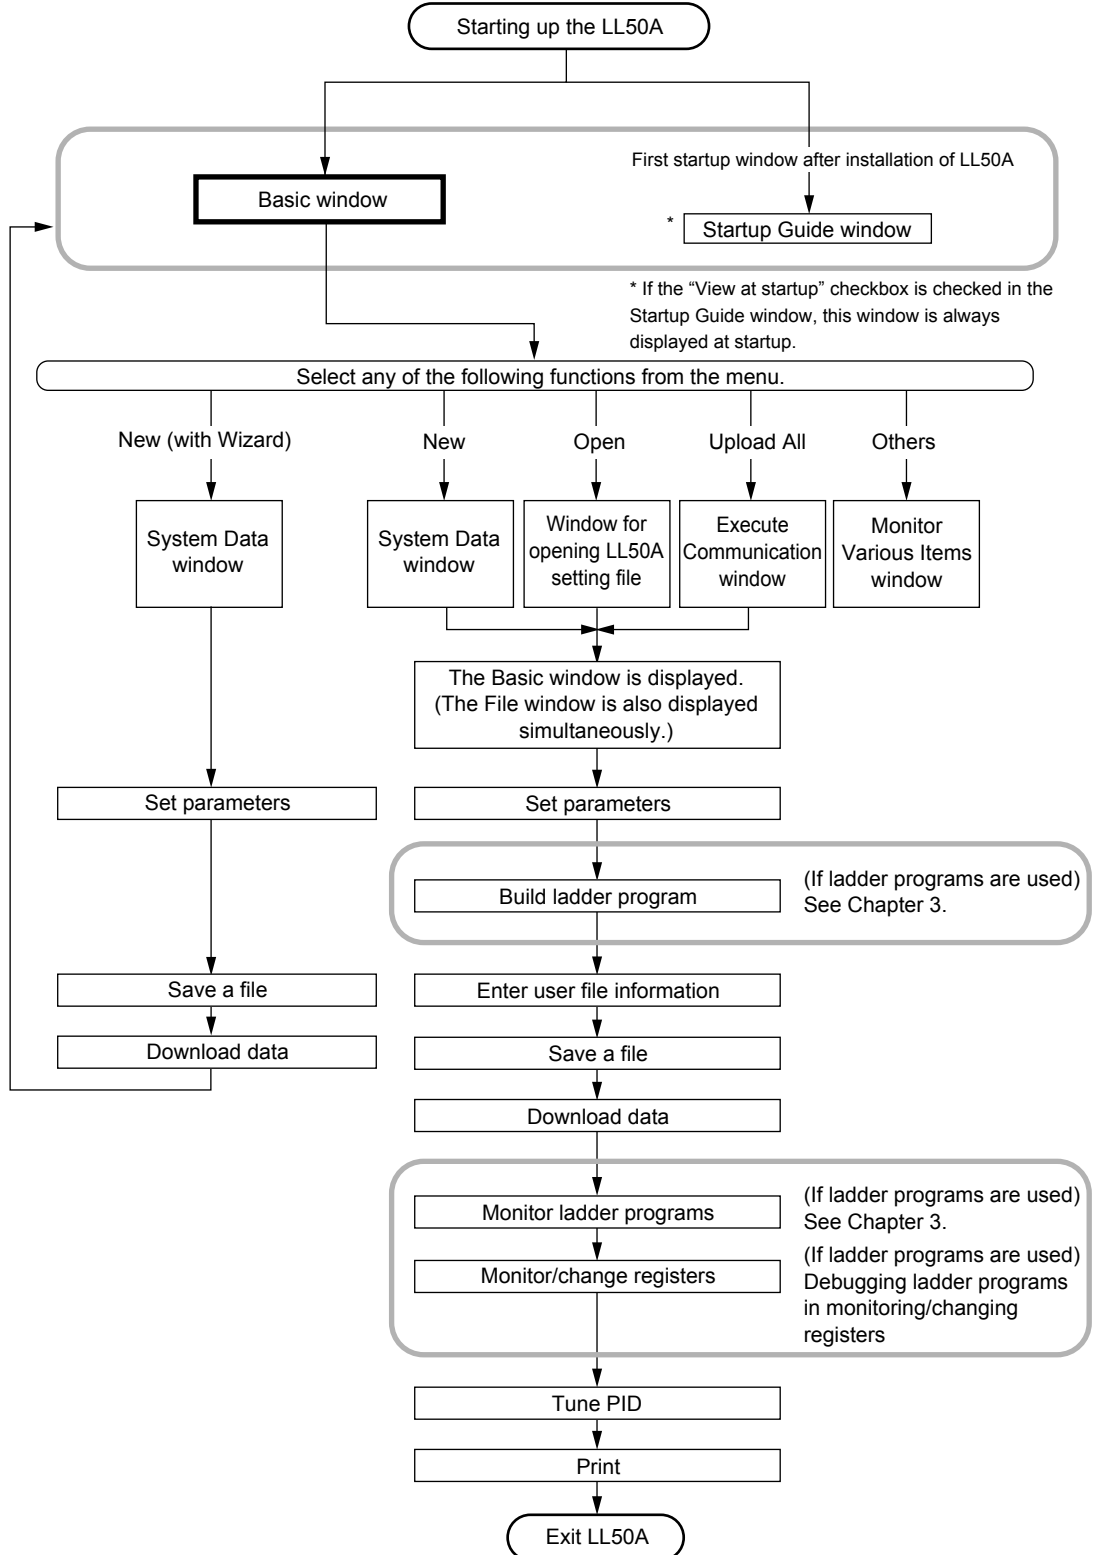 Starting up the LL50A
First startup window after installation of LL50A
Basic window
* Startup Guide window
* If the “View at startup” checkbox is checked in the
Startup Guide window, this window is always
displayed at startup.
Select any of the following functions from the menu.
New (with Wizard)
New
Open
Upload All
Others
System Data
window
System Data
window
Window for
opening LL50A
setting file
Execute
Communication
window
Monitor
Various Items
window
The Basic window is displayed.
(The File window is also displayed
simultaneously.)
Set parameters
Set parameters
Build ladder program
(If ladder programs are used)
See Chapter 3.
Save a file
Enter user file information
Download data
Save a file
Download data
Monitor ladder programs
(If ladder programs are used)
See Chapter 3.
Monitor/change registers
(If ladder programs are used)
Debugging ladder programs
in monitoring/changing
registers
Tune PID
Print
Exit LL50A